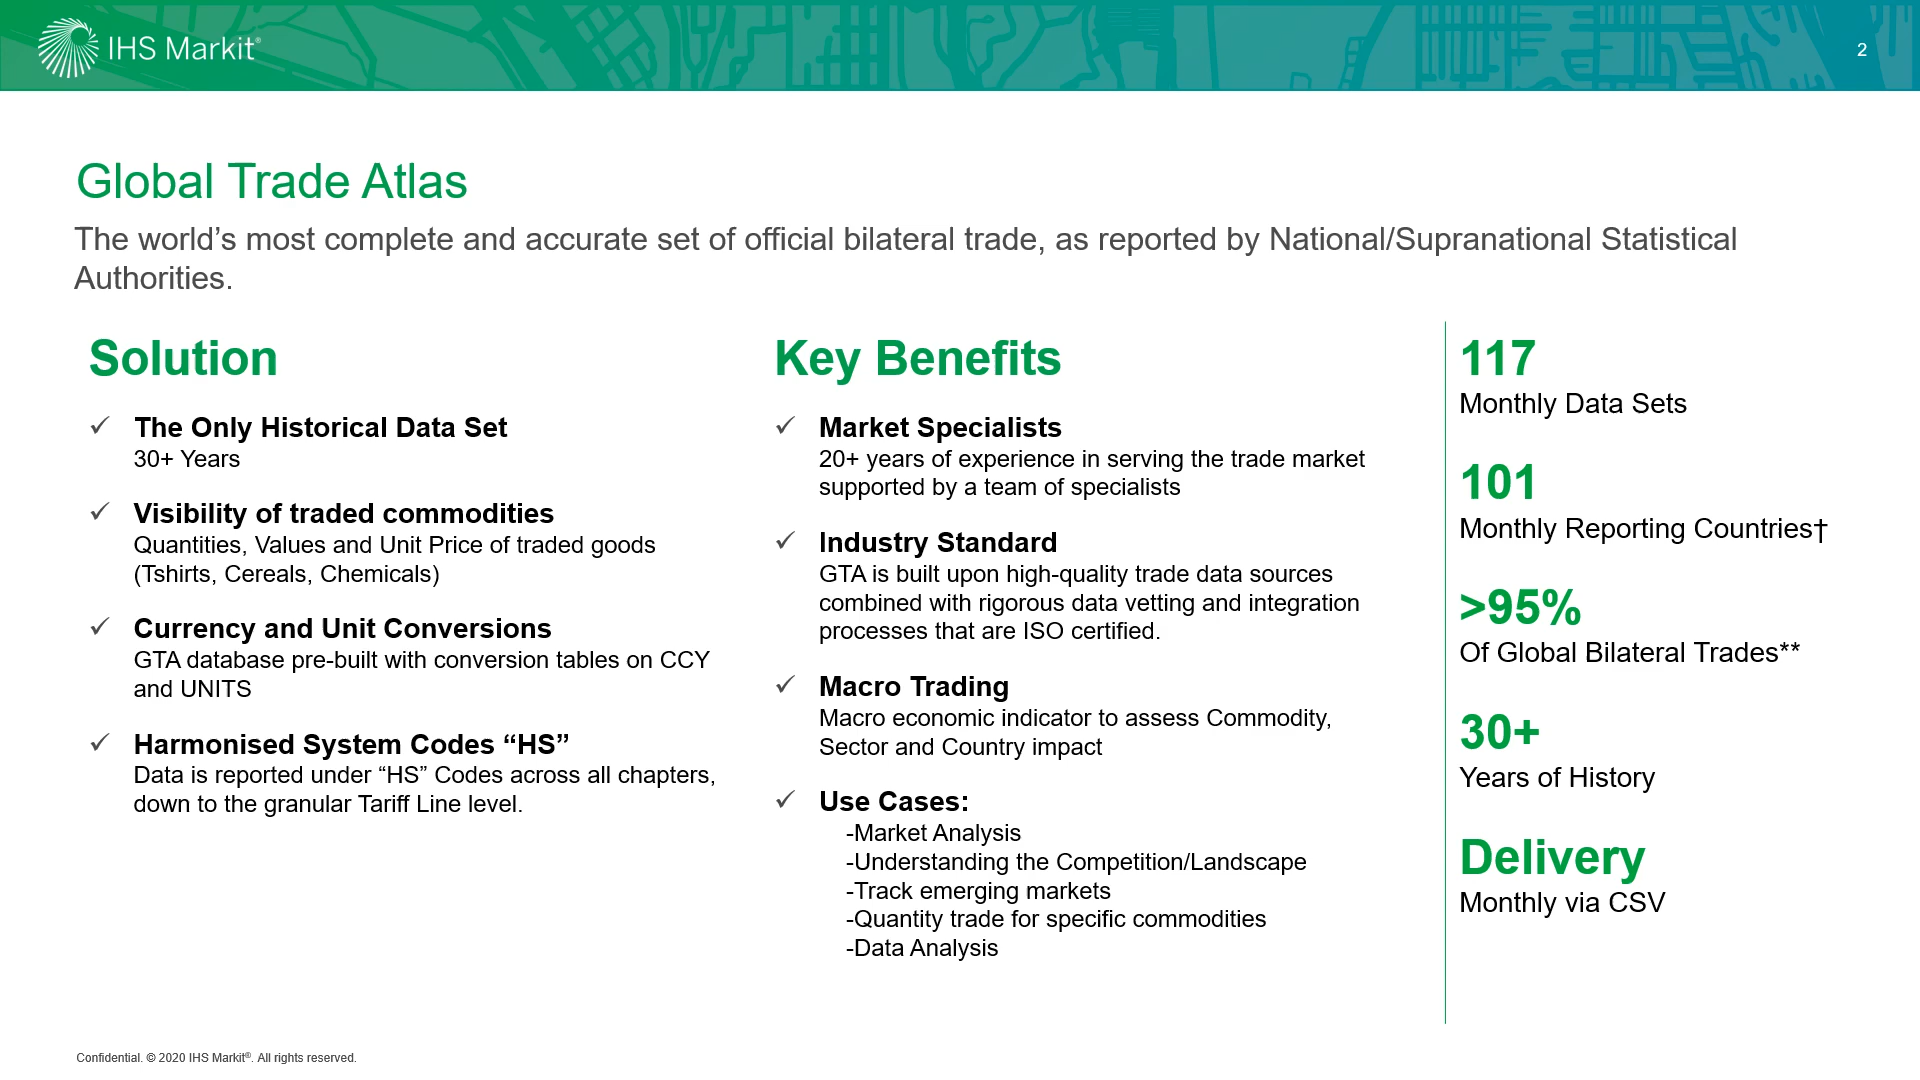 IHS Markit®
2
Global Trade Atlas
The world’s most complete and accurate set of official bilateral trade, as reported by National/Supranational Statistical
Authorities.
Solution
✓ The Only Historical Data Set
30+ Years
✓ Visibility of traded commodities
Quantities, Values and Unit Price of traded goods
(Tshirts, Cereals, Chemicals)
✓ Currency and Unit Conversions
GTA database pre-built with conversion tables on CCY
and UNITS
✓ Harmonised System Codes “HS”
Data is reported under “HS” Codes across all chapters,
down to the granular Tariff Line level.
Key Benefits
✓ Market Specialists
20+ years of experience in serving the trade market
supported by a team of specialists
✓ Industry Standard
GTA is built upon high-quality trade data sources
combined with rigorous data vetting and integration
processes that are ISO certified.
✓ Macro Trading
Macro economic indicator to assess Commodity,
Sector and Country impact
✓ Use Cases:
-Market Analysis
-Understanding the Competition/Landscape
-Track emerging markets
-Quantity trade for specific commodities
-Data Analysis
117
Monthly Data Sets
101
Monthly Reporting Countries†
>95%
Of Global Bilateral Trades**
30+
Years of History
Delivery
Monthly via CSV
Confidential. © 2020 IHS Markit®. All rights reserved.